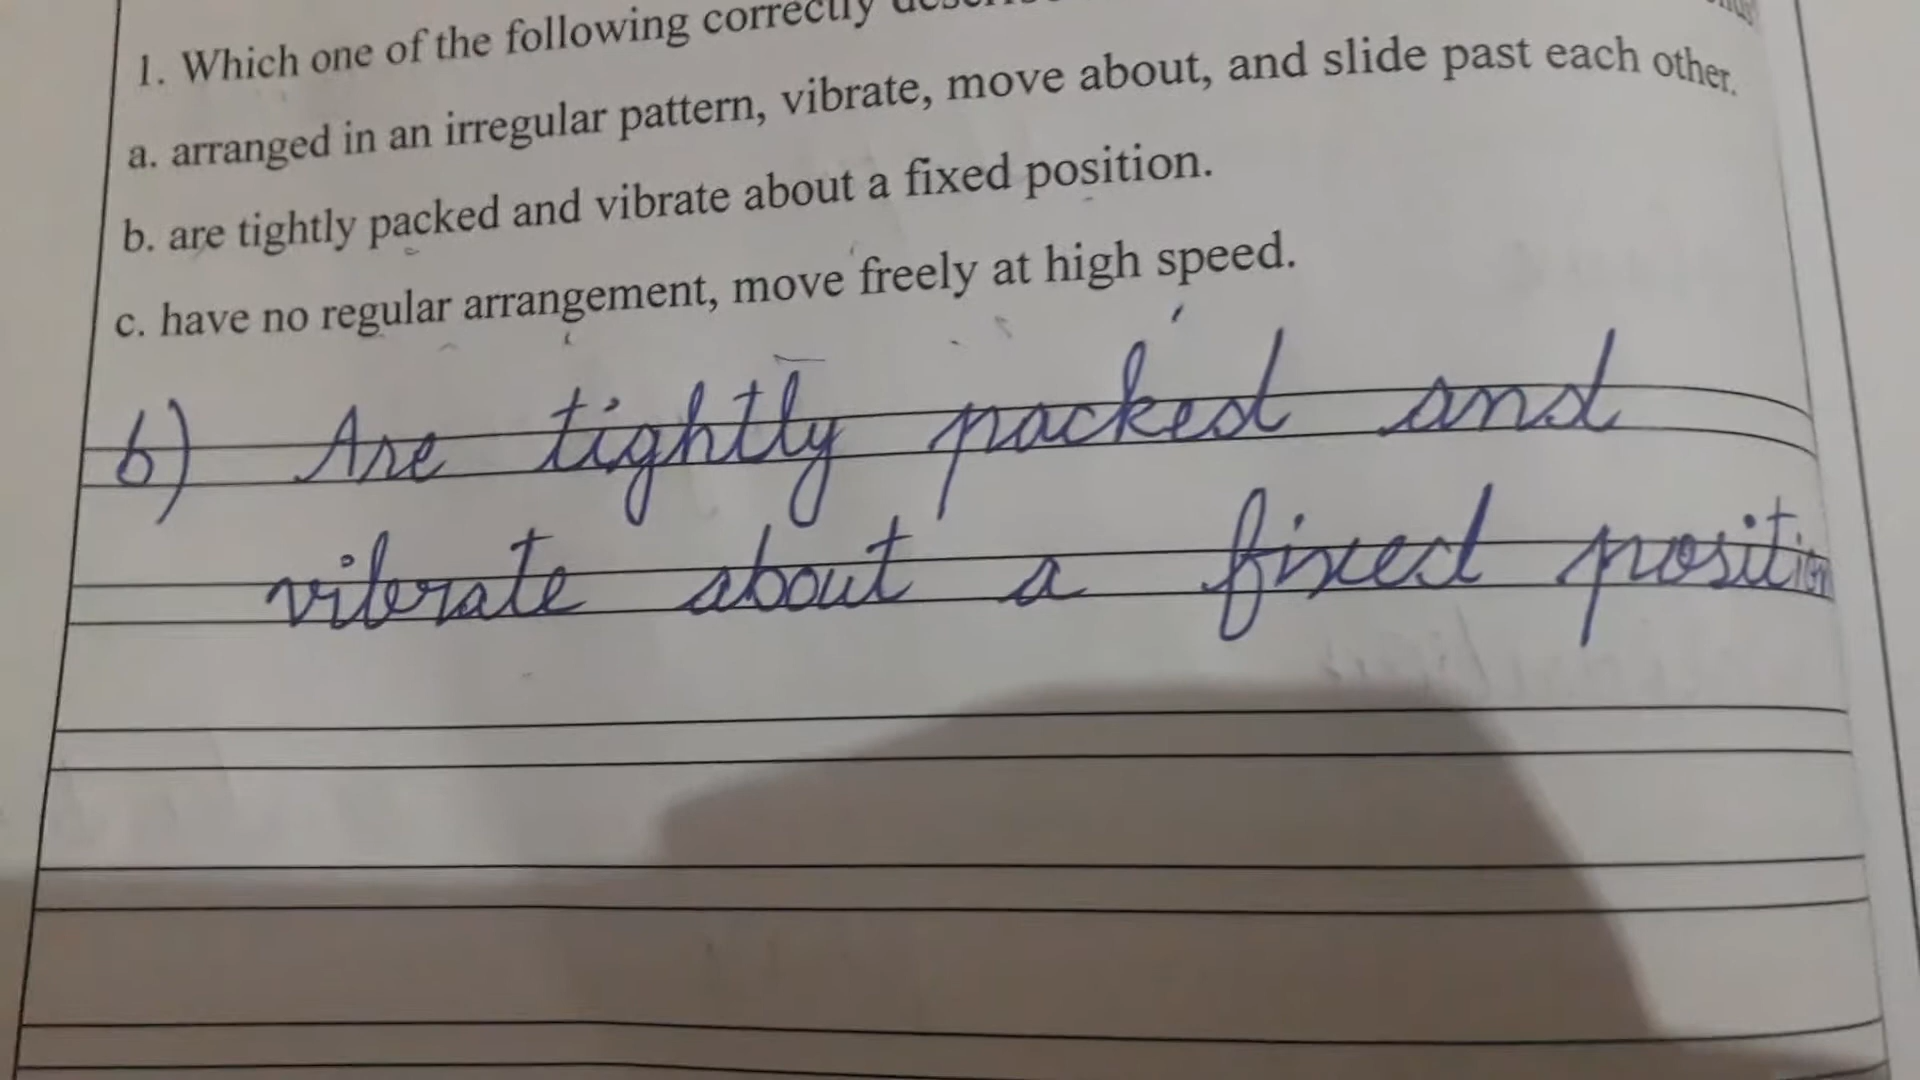 1. Which one of the following correctly
a. arranged in an irregular pattern, vibrate, move about, and slide past each other.
b. are tightly packed and vibrate about a fixed position.
c. have no regular arrangement, move freely at high speed.
b) Are tightly packed and
vibrate about a fixed position